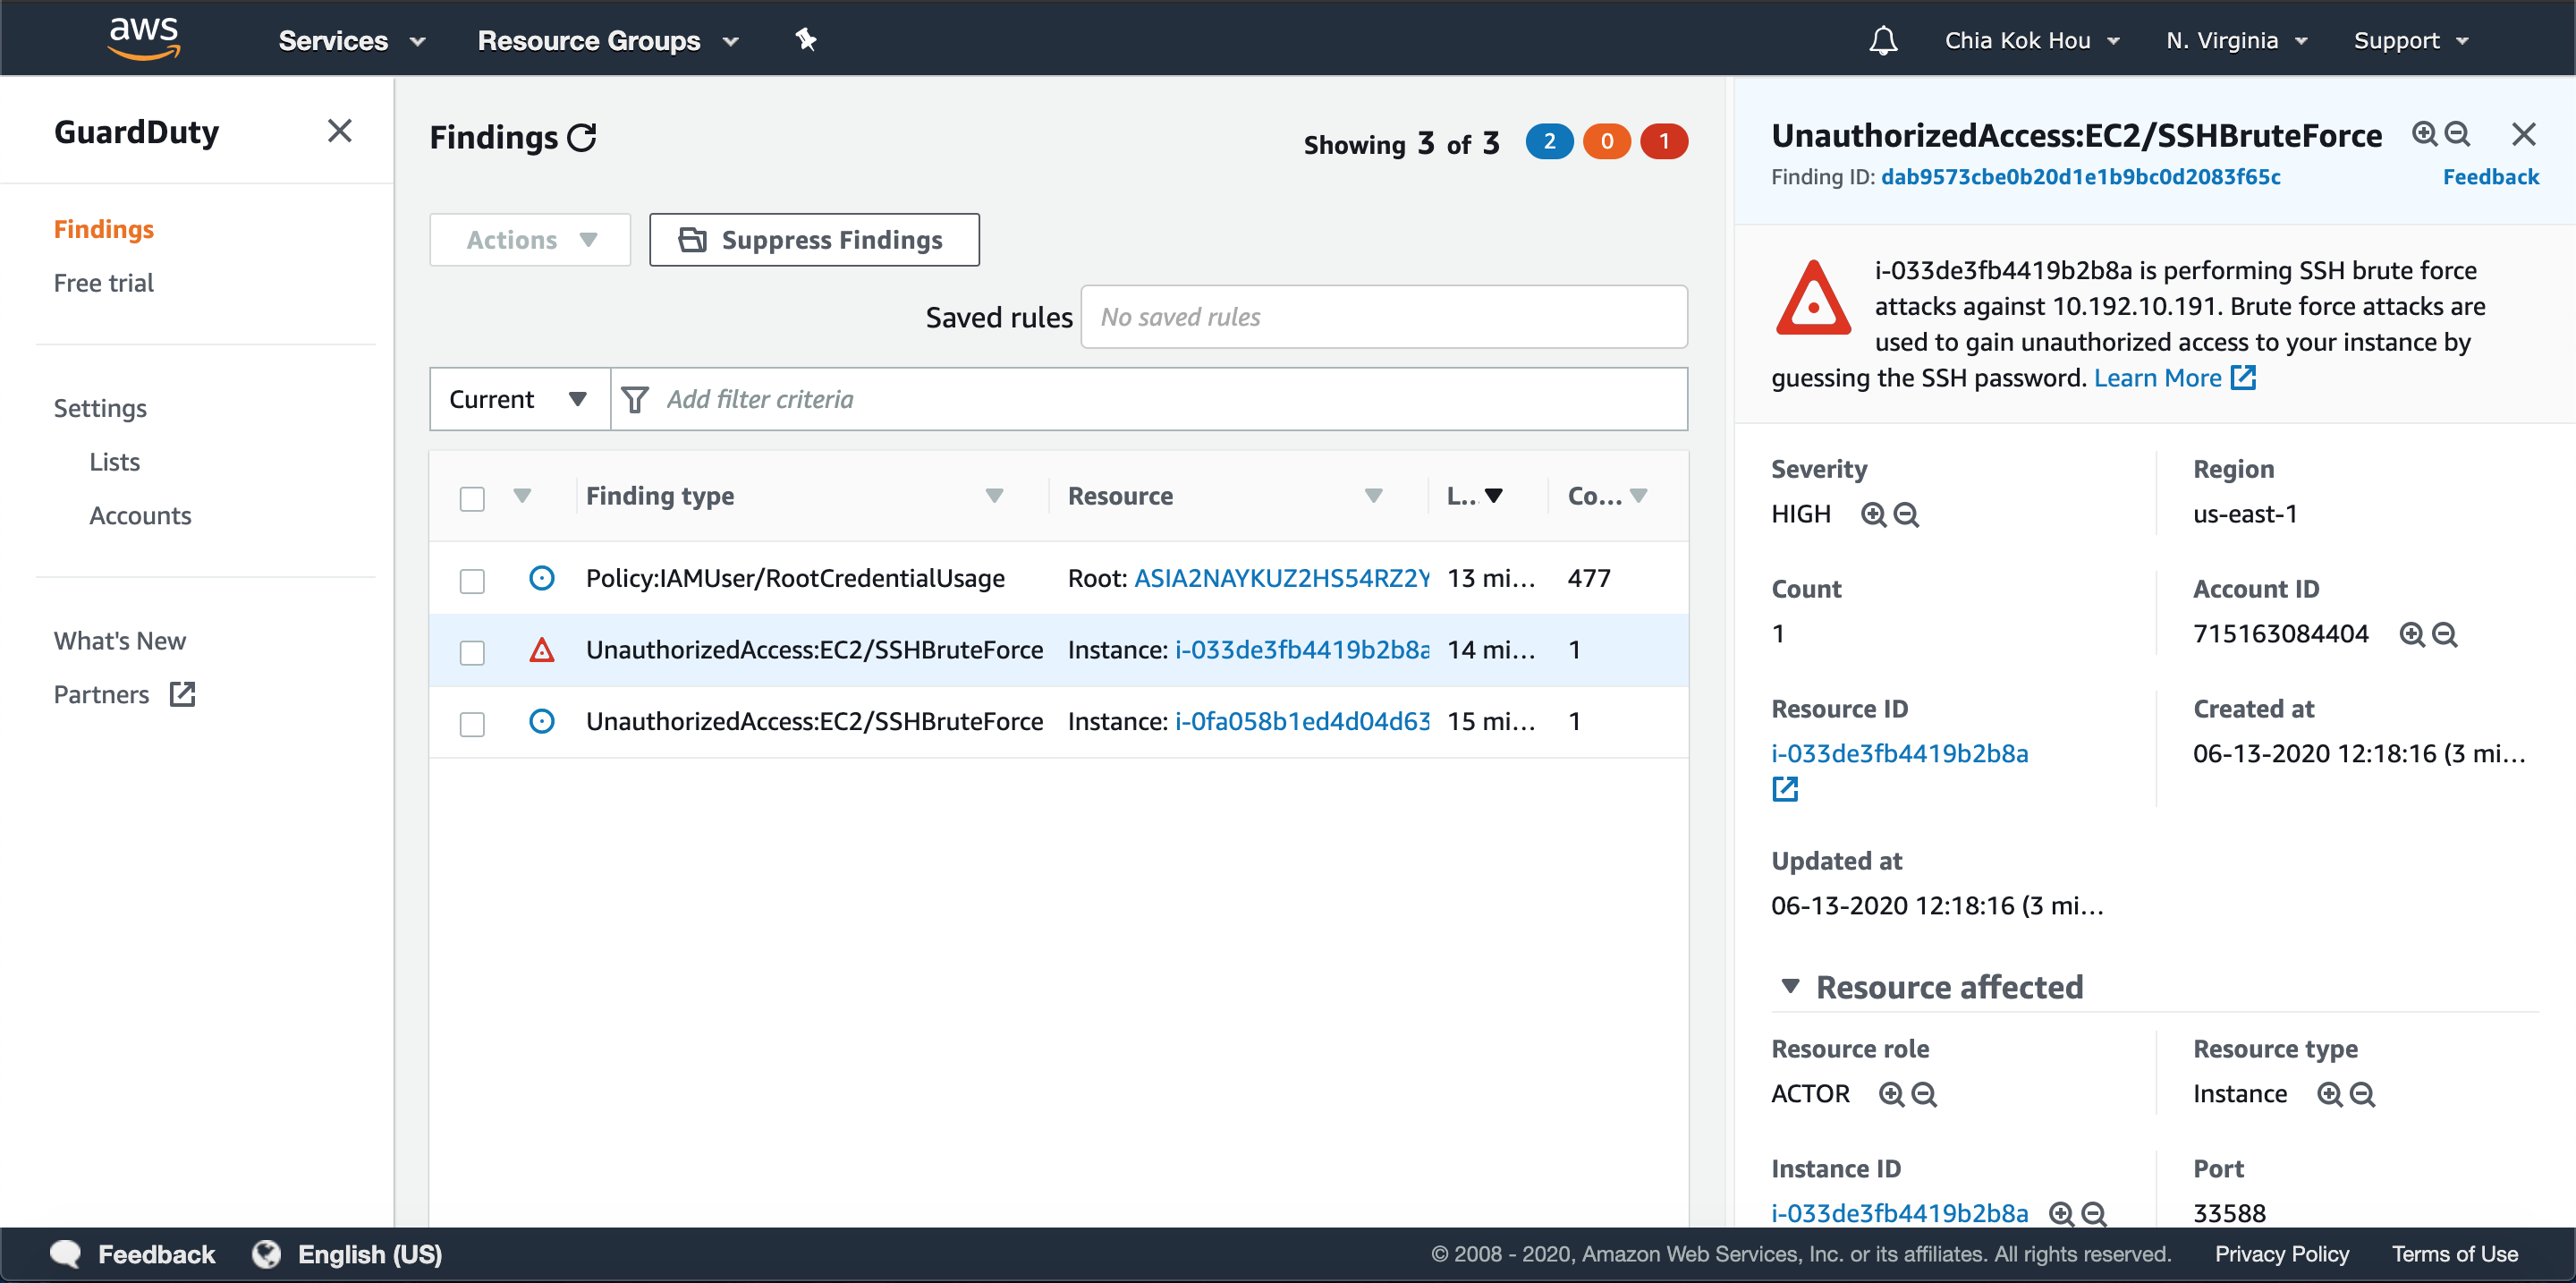 aws
Services
Resource Groups
Chia Kok Hou
N. Virginia
Support
GuardDuty
Findings
Free trial
Settings
Lists
Accounts
What's New
Partners
Findings
Showing 3 of 3
2
0
1
Actions
Suppress Findings
Saved rules
No saved rules
Current
Add filter criteria
Finding type
Resource
L...
Co...
Policy:IAMUser/RootCredentialUsage
Root: ASIA2NAYKUZ2HS54RZ2Y
13 mi...
477
UnauthorizedAccess:EC2/SSHBruteForce
Instance: i-033de3fb4419b2b8a
14 mi...
1
UnauthorizedAccess:EC2/SSHBruteForce
Instance: i-0fa058b1ed4d04d63
15 mi...
1
UnauthorizedAccess:EC2/SSHBruteForce
Finding ID: dab9573cbe0b20d1e1b9bc0d2083f65c
Feedback
i-033de3fb4419b2b8a is performing SSH brute force
attacks against 10.192.10.191. Brute force attacks are
used to gain unauthorized access to your instance by
guessing the SSH password. Learn More
Severity
HIGH
Region
us-east-1
Count
1
Account ID
715163084404
Resource ID
i-033de3fb4419b2b8a
Created at
06-13-2020 12:18:16 (3 mi...
Updated at
06-13-2020 12:18:16 (3 mi...
Resource affected
Resource role
ACTOR
Resource type
Instance
Instance ID
i-033de3fb4419b2b8a
Port
33588
Feedback
English (US)
© 2008 - 2020, Amazon Web Services, Inc. or its affiliates. All rights reserved.
Privacy Policy
Terms of Use